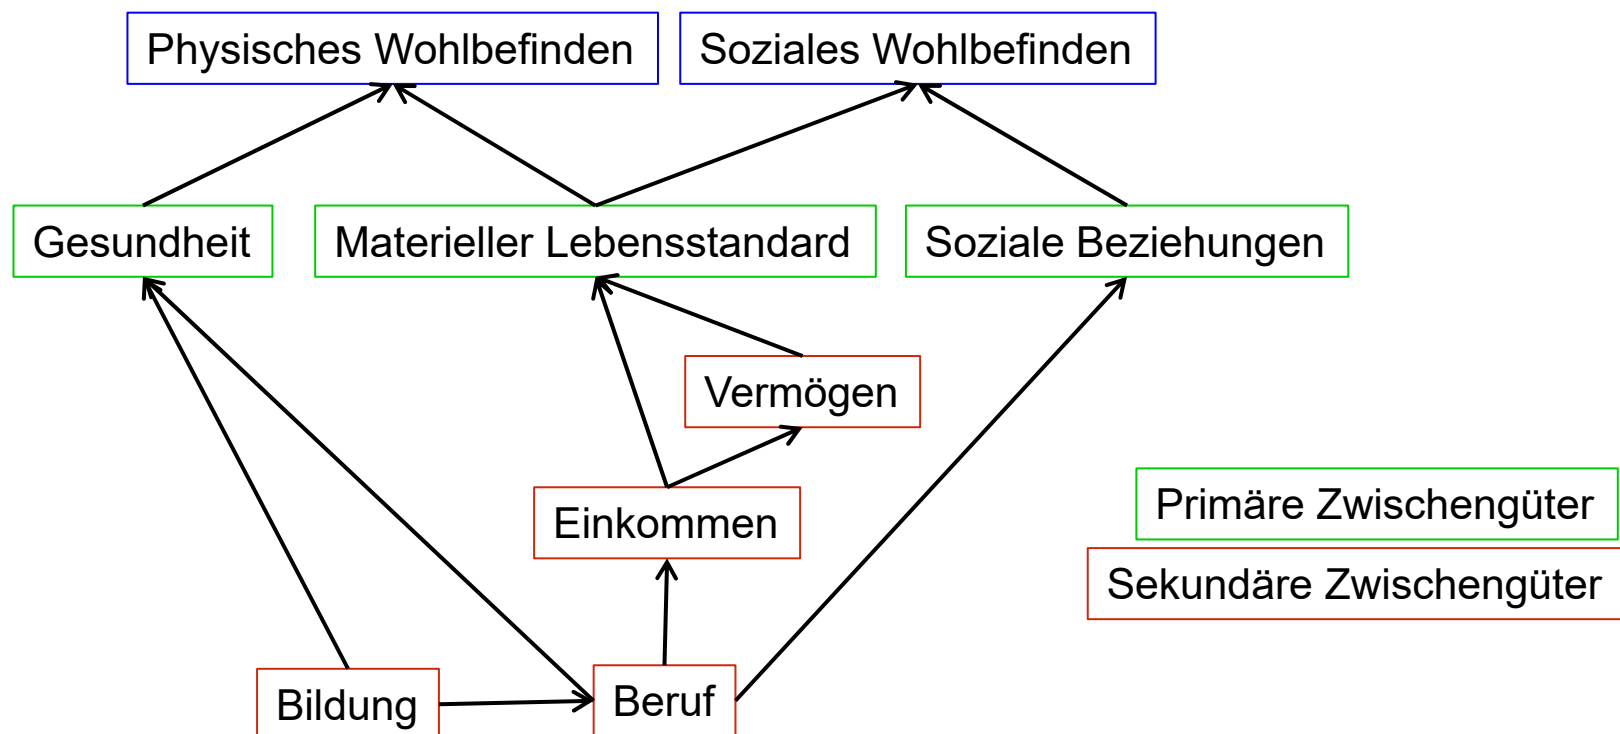 Physisches Wohlbefinden
Soziales Wohlbefinden
Gesundheit
Materieller Lebensstandard
Soziale Beziehungen
Vermögen
Einkommen
Primäre Zwischengüter
Sekundäre Zwischengüter
Bildung
Beruf